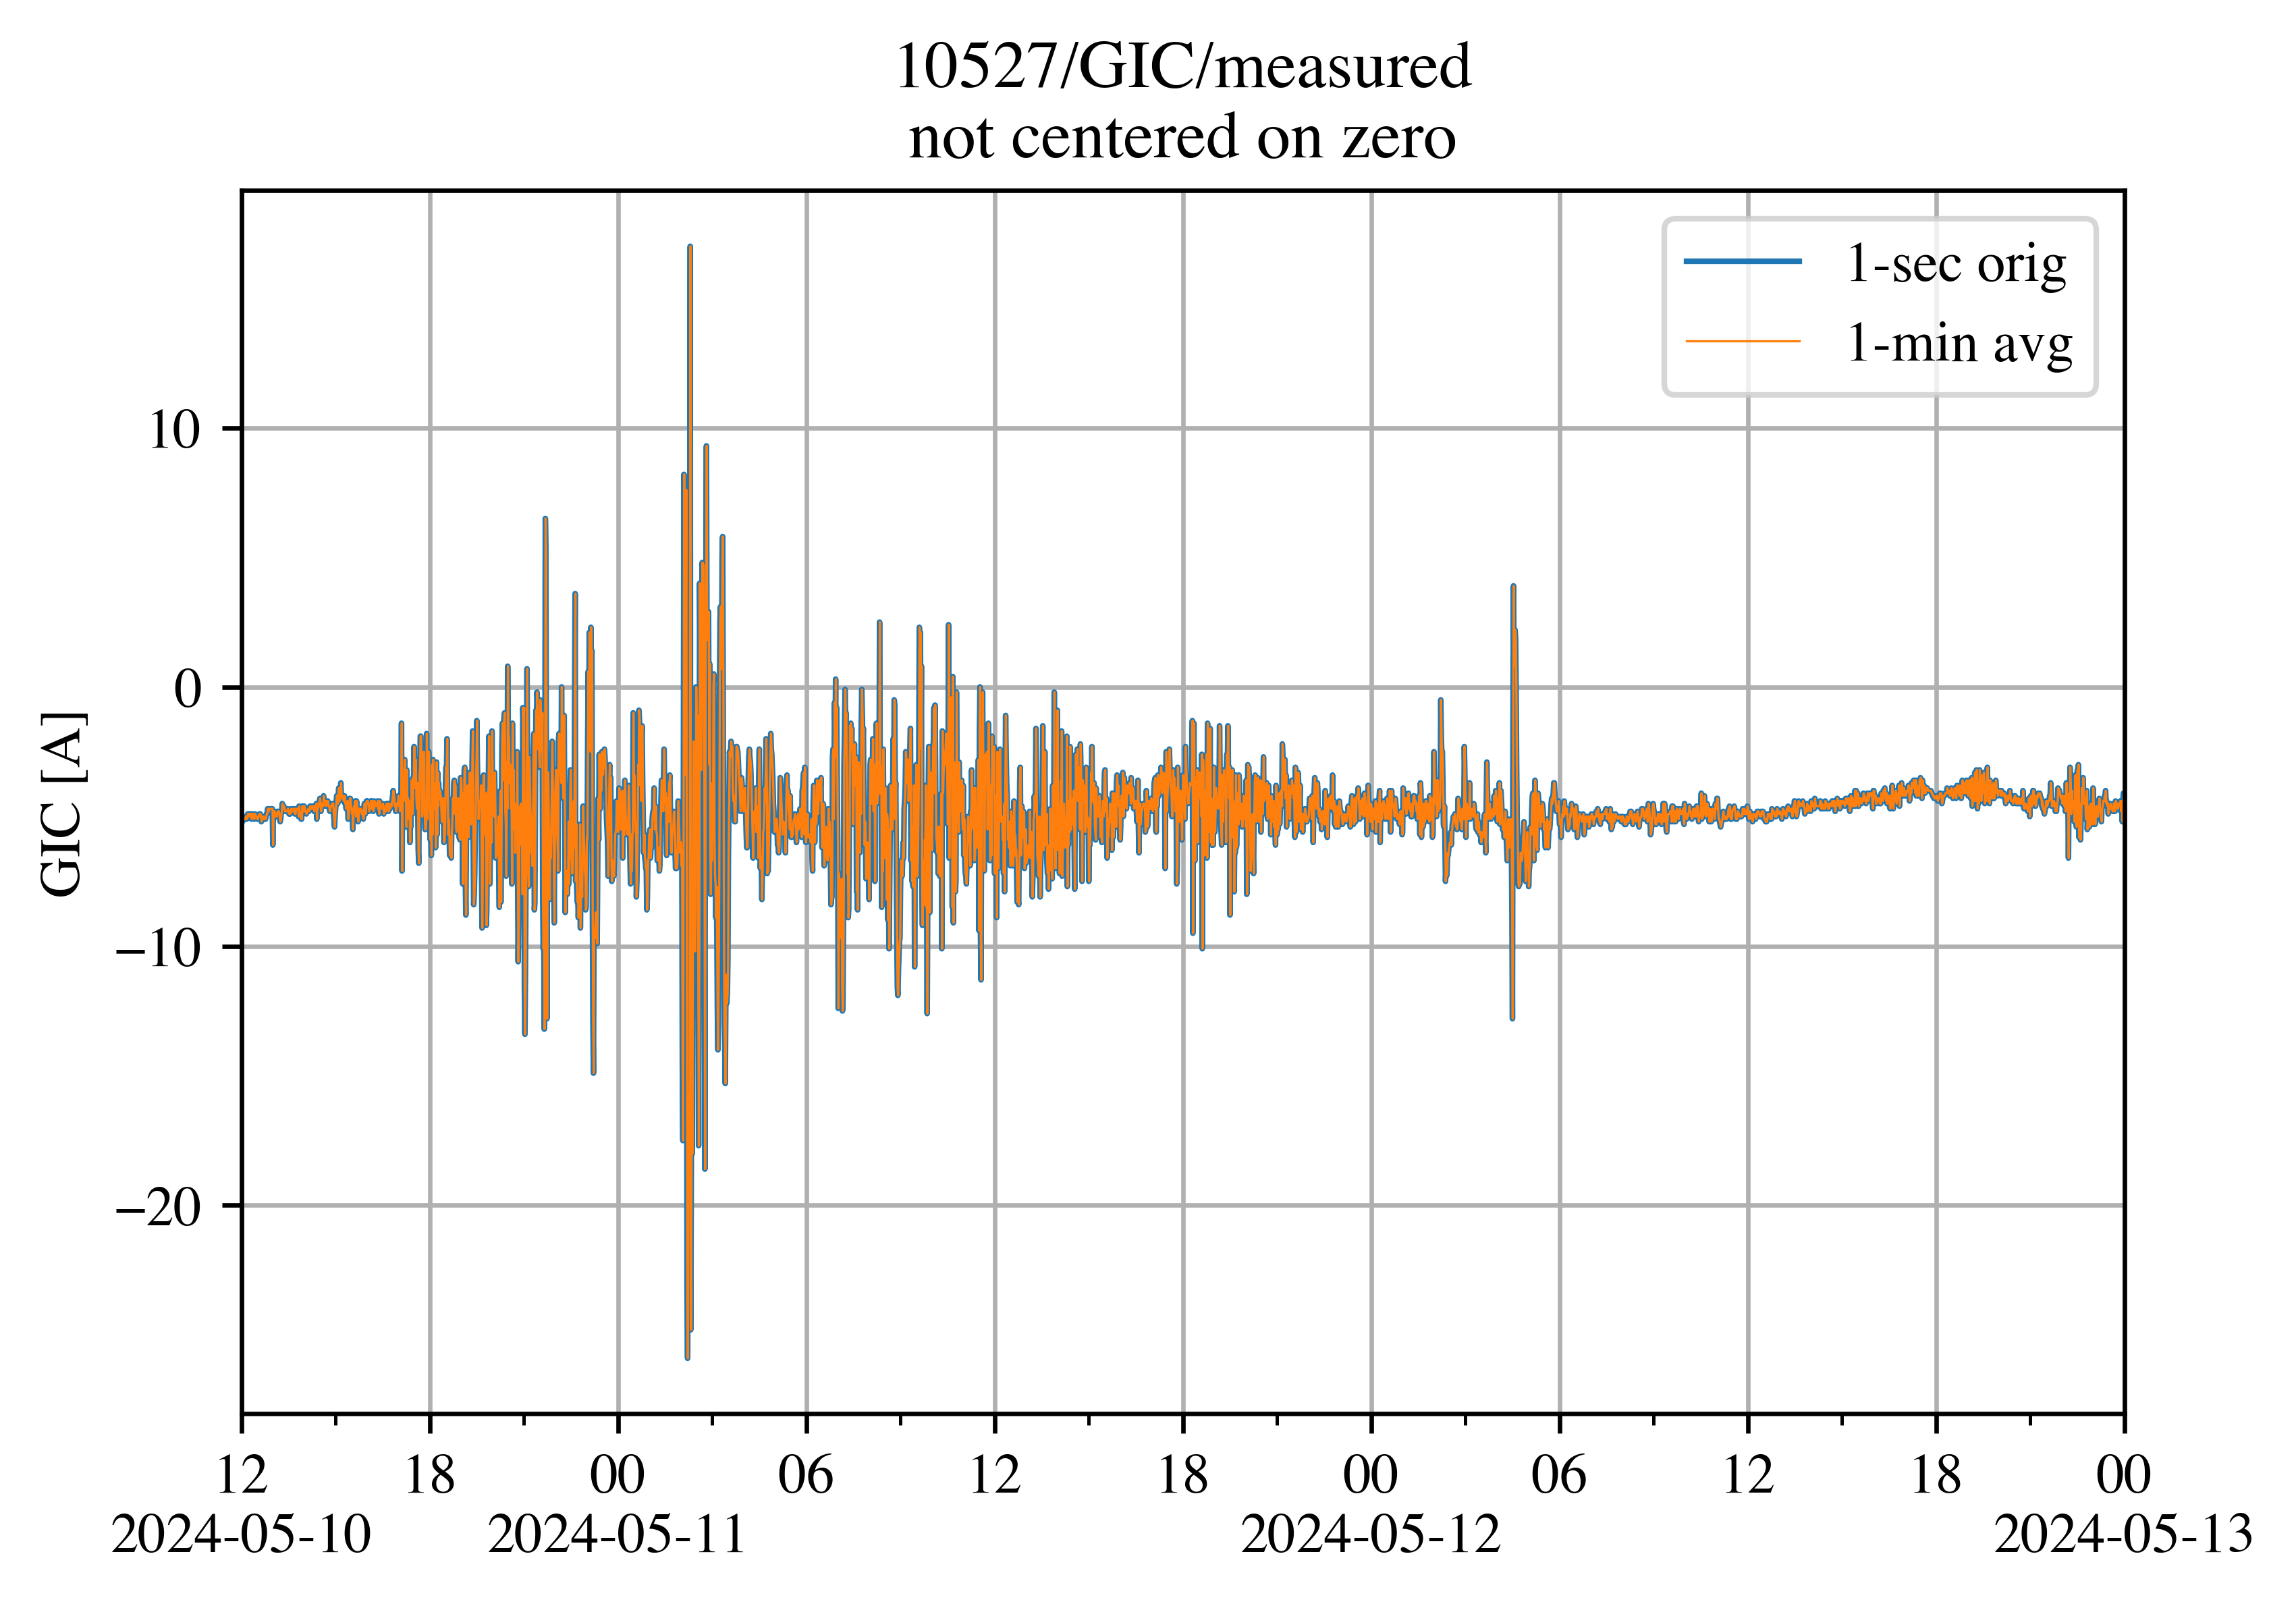 10527//GIC/measured
not centered on zero
1-sec orig
1-min avg
GIC [A]
10
0
−10
−20
12 18 00 06 12 18 00 06 12 18 00
2024-05-10 2024-05-11 2024-05-12 2024-05-13